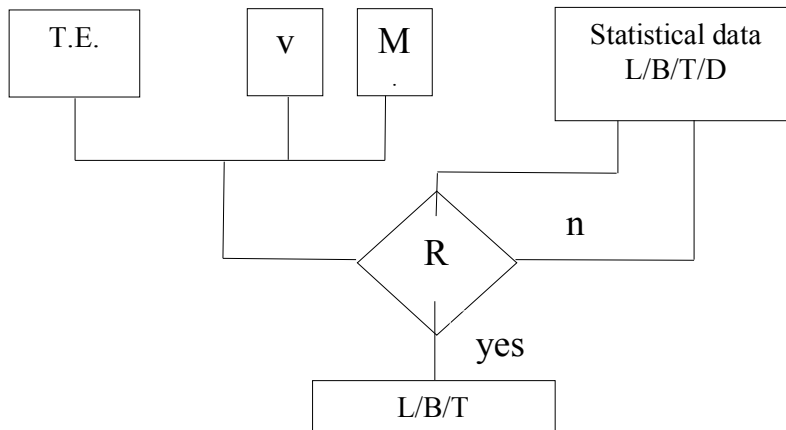 T.E.
v
M
.
Statistical data
L/B/T/D
R
n
yes
L/B/T